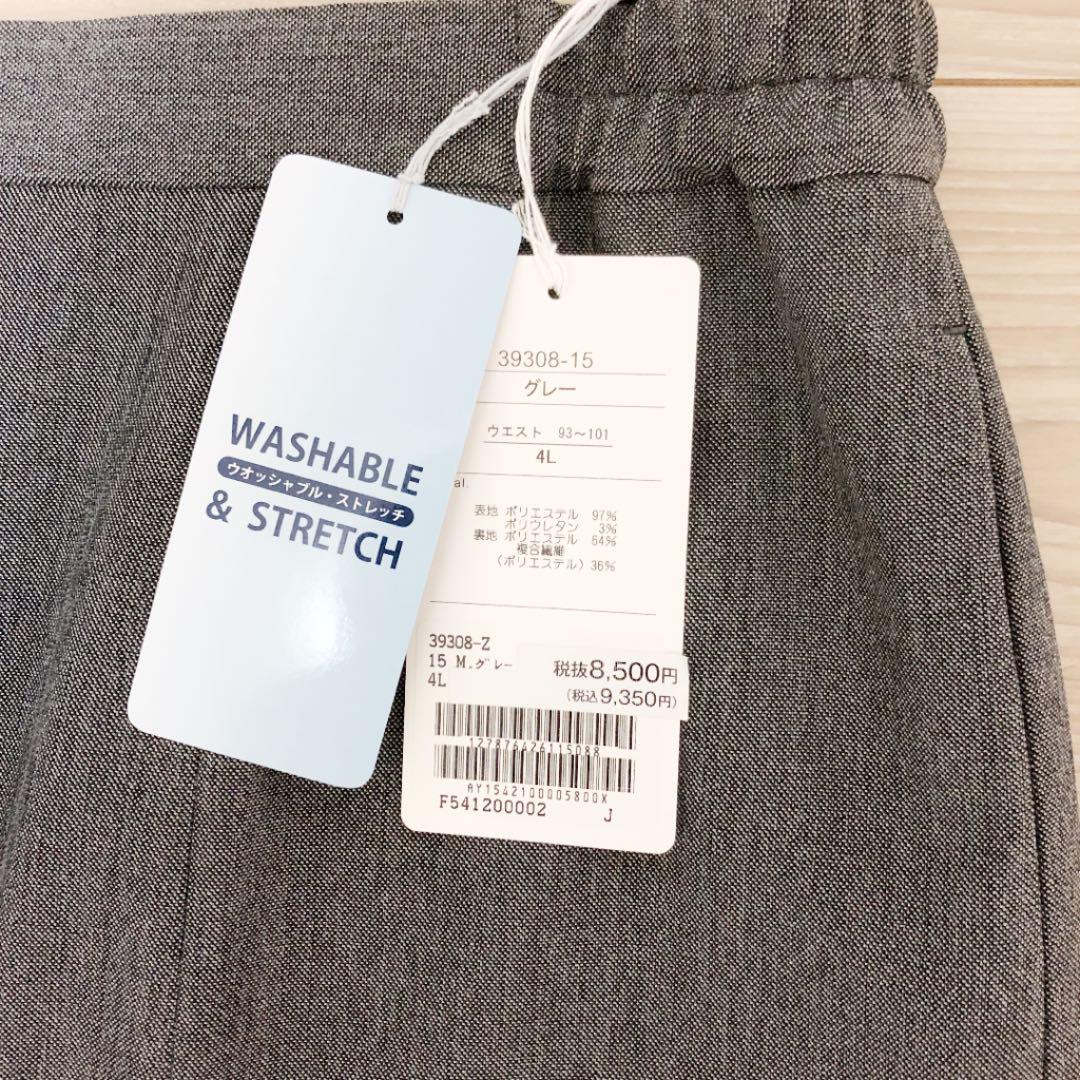 WASHABLE
ウオッシャブル・ストレッチ
& STRETCH
39308-15
グレー
ウエスト 93～101
4L
al.
表地 ポリエステル 97%
ポリウレタン 3%
裏地 ポリエステル 64%
複合繊維
(ポリエステル) 36%
39308-Z
15 M.グレー
4L
税抜8,500円
(税込9,350円)
127876426115088
AY1542100005800X
F541200002 J